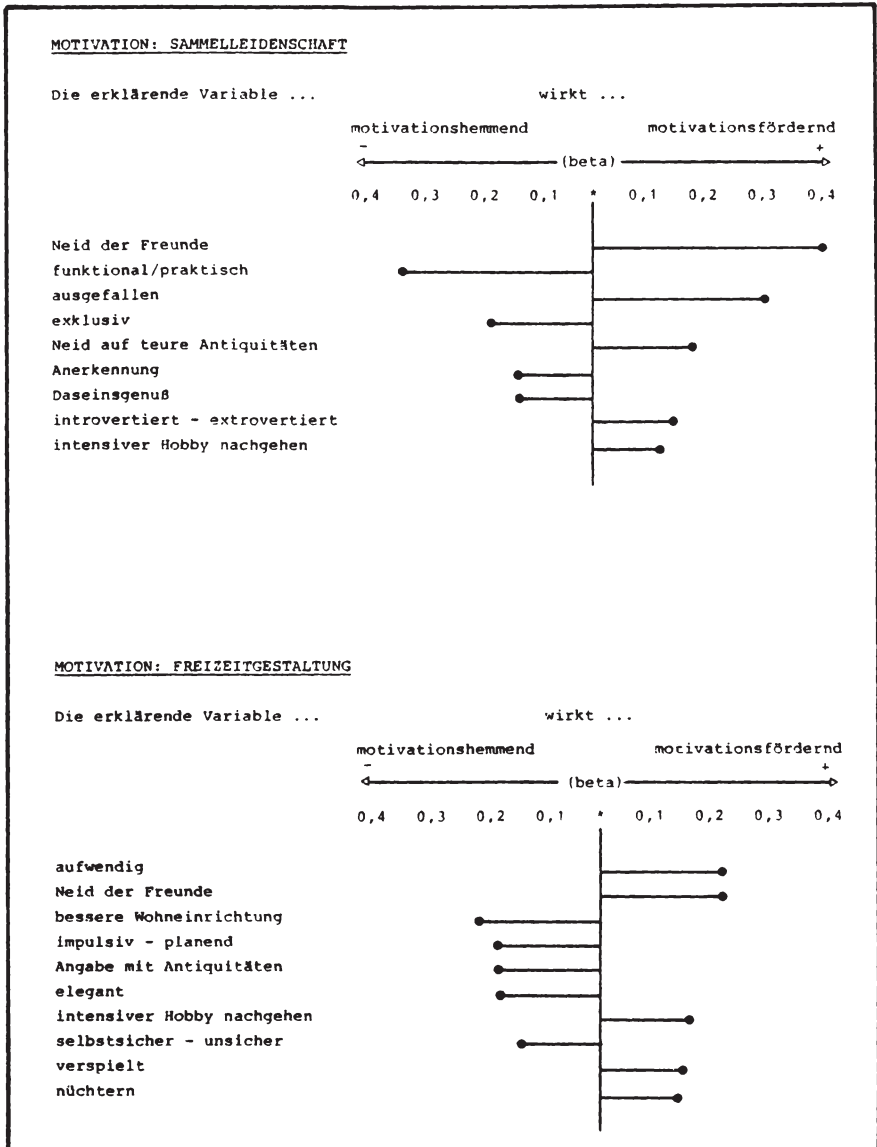 MOTIVATION: SAMMELLEIDENSCHAFT
Die erklärende Variable ... wirkt ...
motivationshemmend motivationsfördernd
- +
(beta)
0,4 0,3 0,2 0,1 * 0,1 0,2 0,3 0,4
Neid der Freunde
funktional/praktisch
ausgefallen
exklusiv
Neid auf teure Antiquitäten
Anerkennung
Daseinsgenuß
introvertiert - extrovertiert
intensiver Hobby nachgehen
MOTIVATION: FREIZEITGESTALTUNG
Die erklärende Variable ... wirkt ...
motivationshemmend motivationsfördernd
- +
(beta)
0,4 0,3 0,2 0,1 * 0,1 0,2 0,3 0,4
aufwendig
Neid der Freunde
bessere Wohneinrichtung
impulsiv - planend
Angabe mit Antiquitäten
elegant
intensiver Hobby nachgehen
selbstsicher - unsicher
verspielt
nüchtern